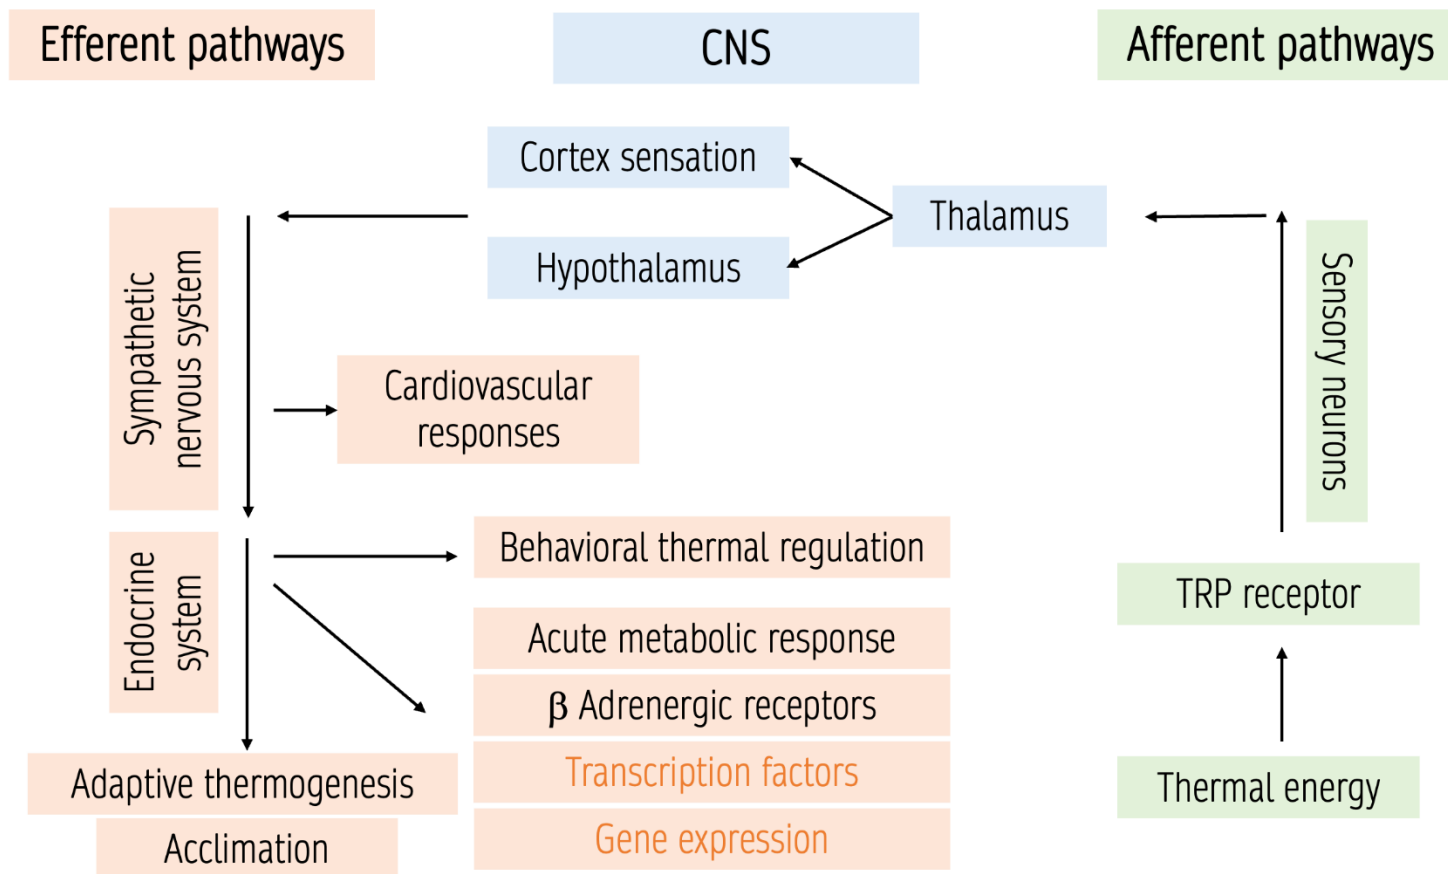 Efferent pathways
CNS
Afferent pathways
Cortex sensation
Thalamus
Hypothalamus
Sympathetic
nervous system
Sensory neurons
Cardiovascular
responses
Endocrine
system
Behavioral thermal regulation
TRP receptor
Acute metabolic response
β Adrenergic receptors
Adaptive thermogenesis
Transcription factors
Thermal energy
Acclimation
Gene expression